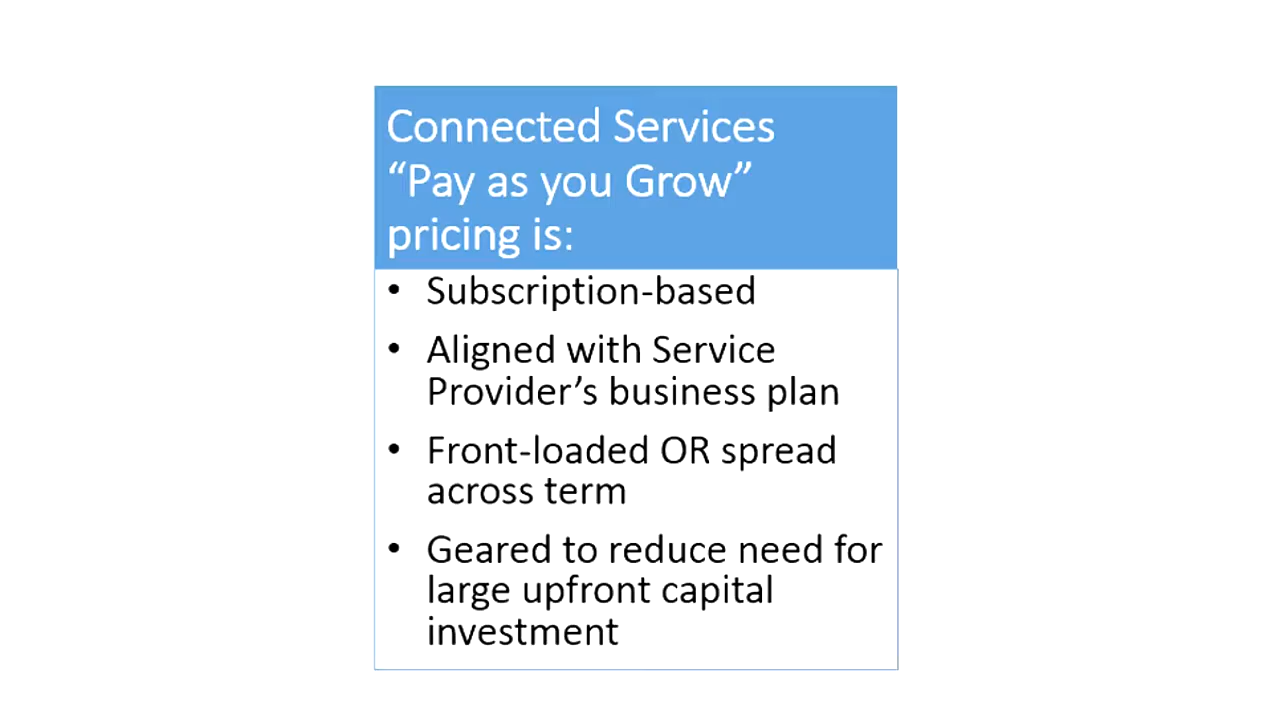 Connected Services
“Pay as you Grow”
pricing is:
• Subscription-based
• Aligned with Service
Provider’s business plan
• Front-loaded OR spread
across term
• Geared to reduce need for
large upfront capital
investment